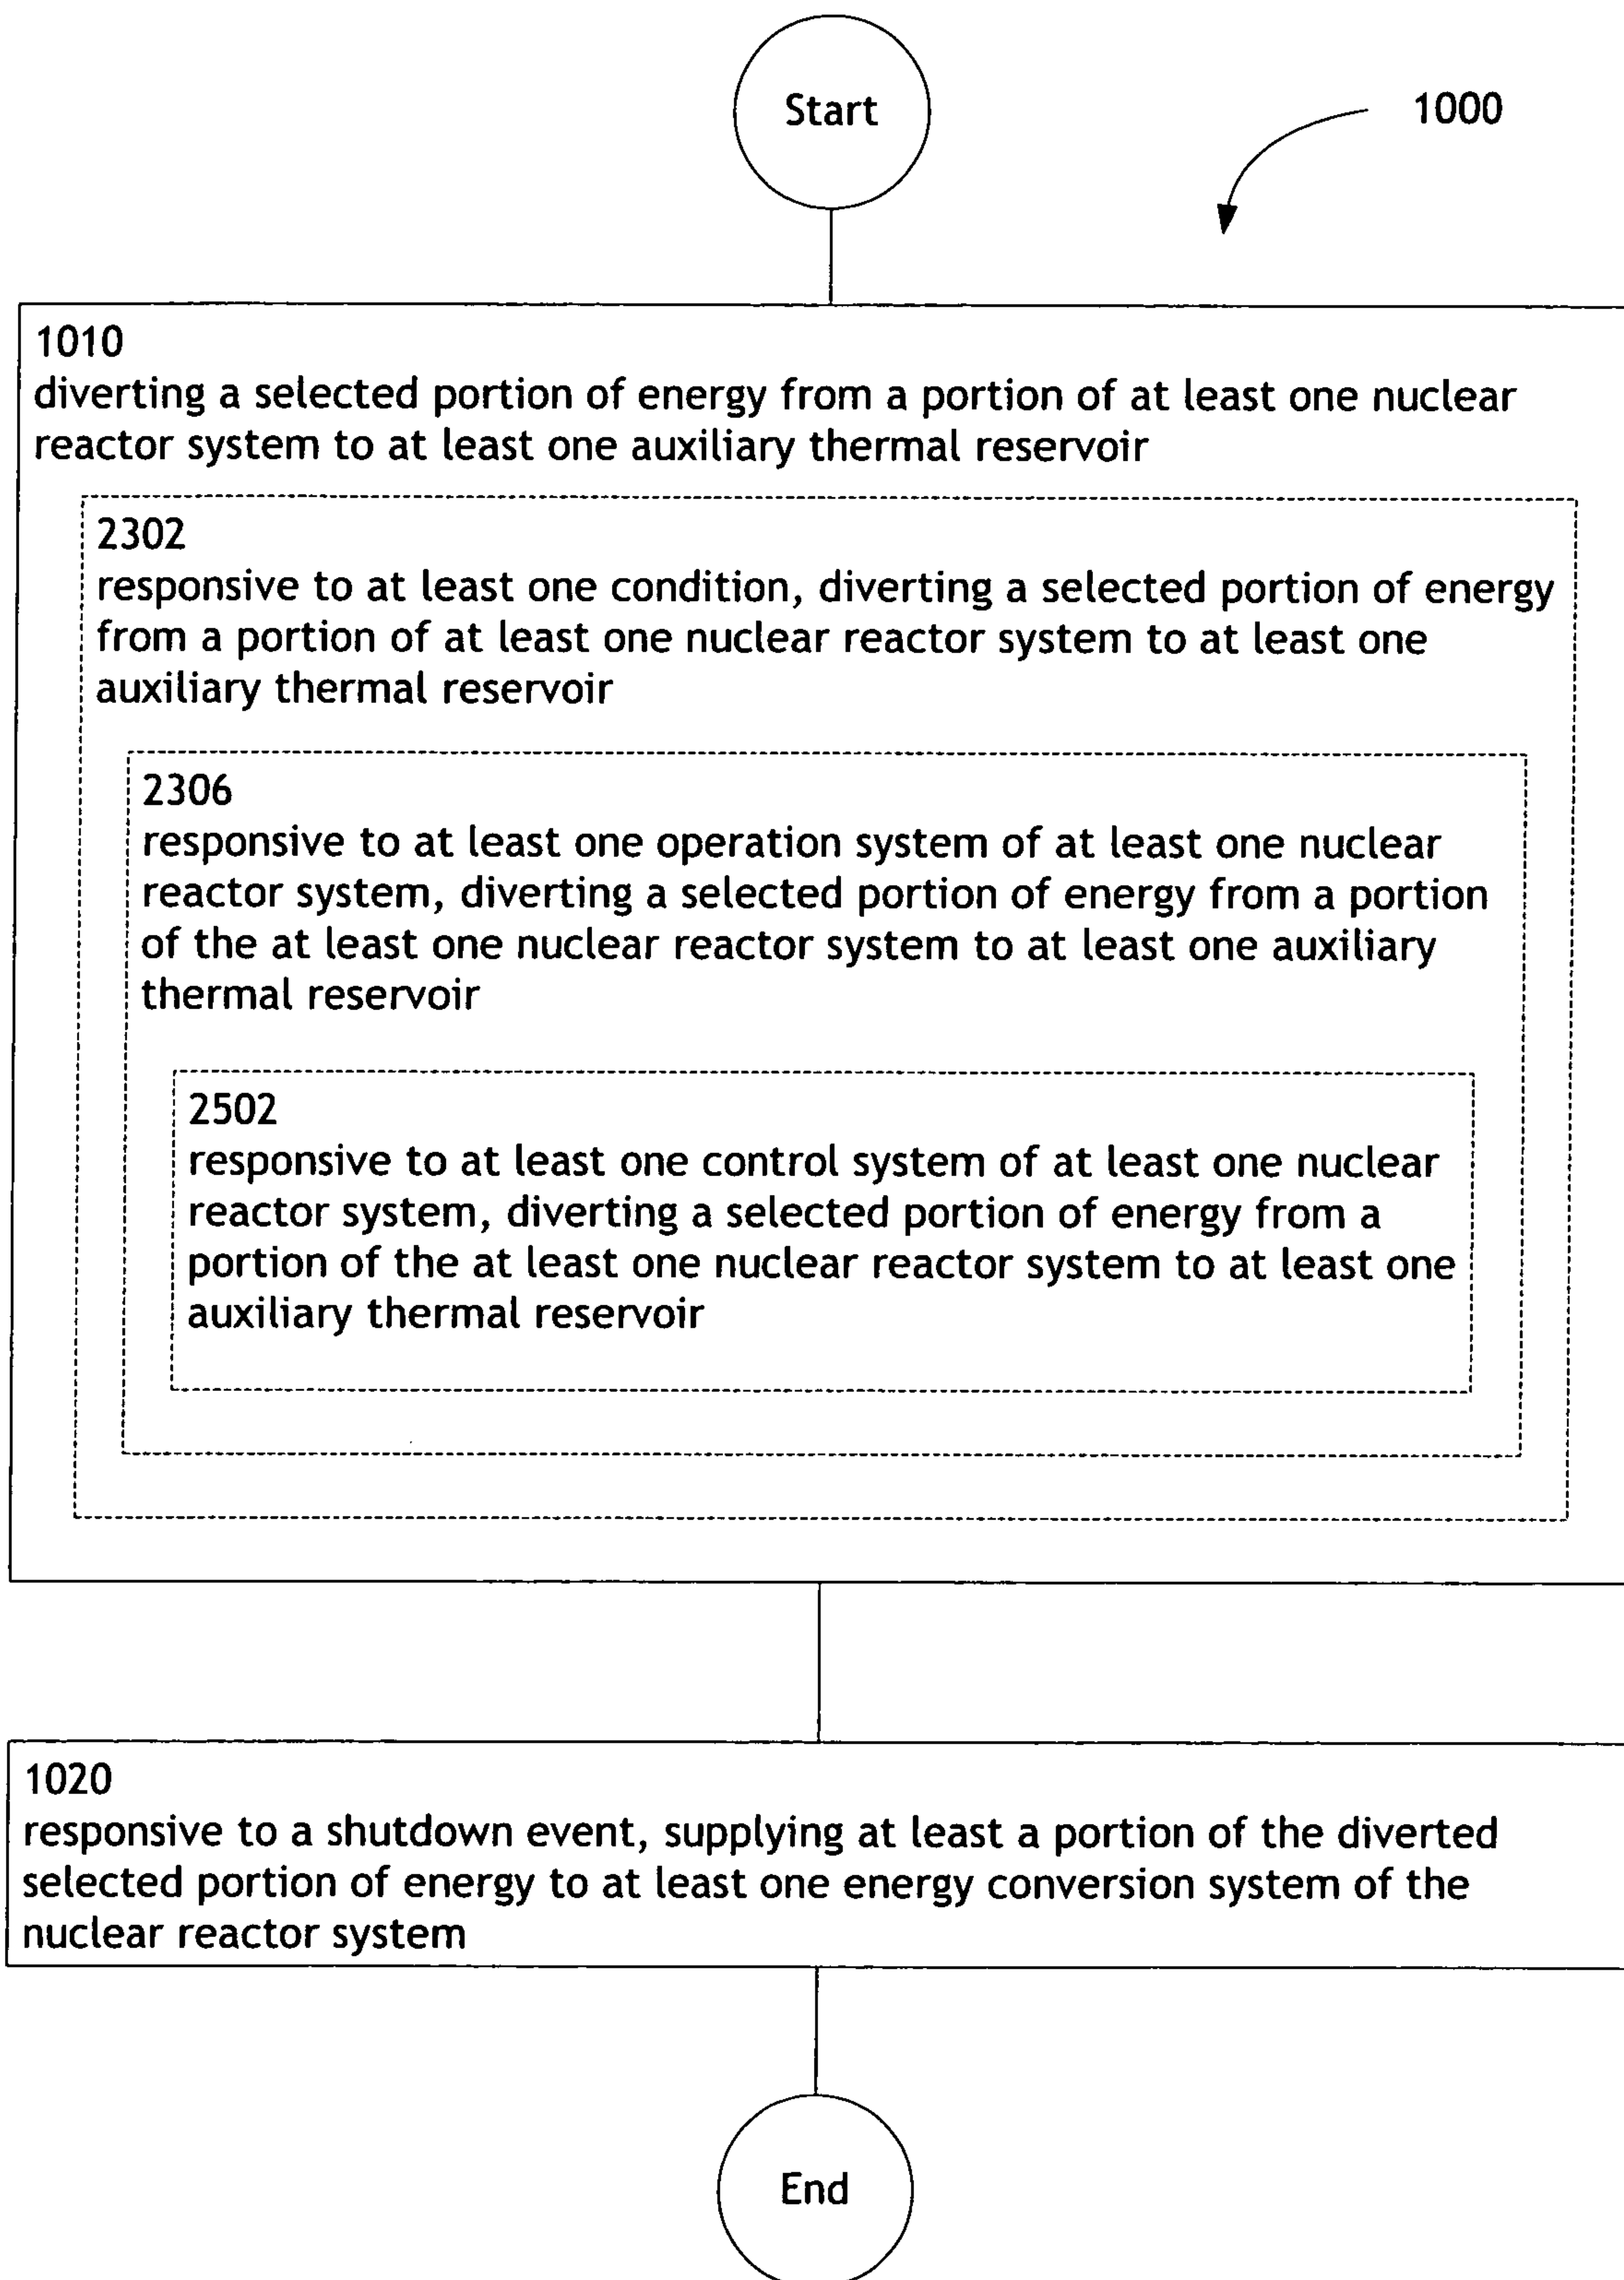 Start
1000
1010
diverting a selected portion of energy from a portion of at least one nuclear
reactor system to at least one auxiliary thermal reservoir
2302
responsive to at least one condition, diverting a selected portion of energy
from a portion of at least one nuclear reactor system to at least one
auxiliary thermal reservoir
2306
responsive to at least one operation system of at least one nuclear
reactor system, diverting a selected portion of energy from a portion
of the at least one nuclear reactor system to at least one auxiliary
thermal reservoir
2502
responsive to at least one control system of at least one nuclear
reactor system, diverting a selected portion of energy from a
portion of the at least one nuclear reactor system to at least one
auxiliary thermal reservoir
1020
responsive to a shutdown event, supplying at least a portion of the diverted
selected portion of energy to at least one energy conversion system of the
nuclear reactor system
End